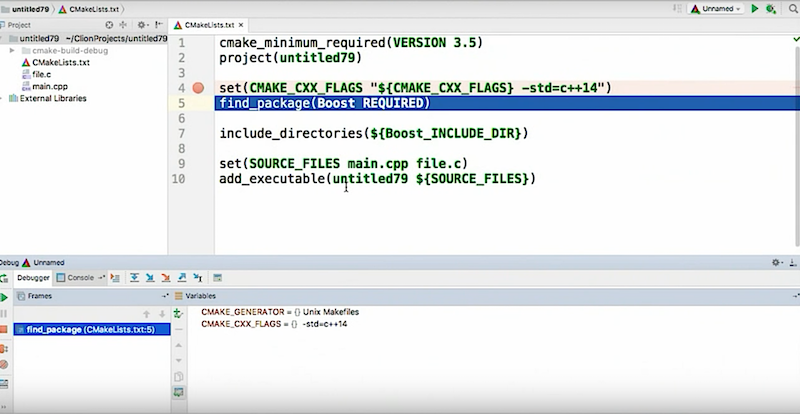 untitled79
CMakeLists.txt
Unnamed
Project
CMakeLists.txt
untitled79 ~/ClionProjects/untitled79
cmake-build-debug
CMakeLists.txt
file.c
main.cpp
External Libraries
1 cmake_minimum_required(VERSION 3.5)
2 project(untitled79)
3
4 set(CMAKE_CXX_FLAGS "${CMAKE_CXX_FLAGS} -std=c++14")
5 find_package(Boost REQUIRED)
6
7 include_directories(${Boost_INCLUDE_DIR})
8
9 set(SOURCE_FILES main.cpp file.c)
10 add_executable(untitled79 ${SOURCE_FILES})
Debug Unnamed
Debugger Console
Frames
Variables
find_package (CMakeLists.txt:5)
CMAKE_GENERATOR = {} Unix Makefiles
CMAKE_CXX_FLAGS = {} -std=c++14